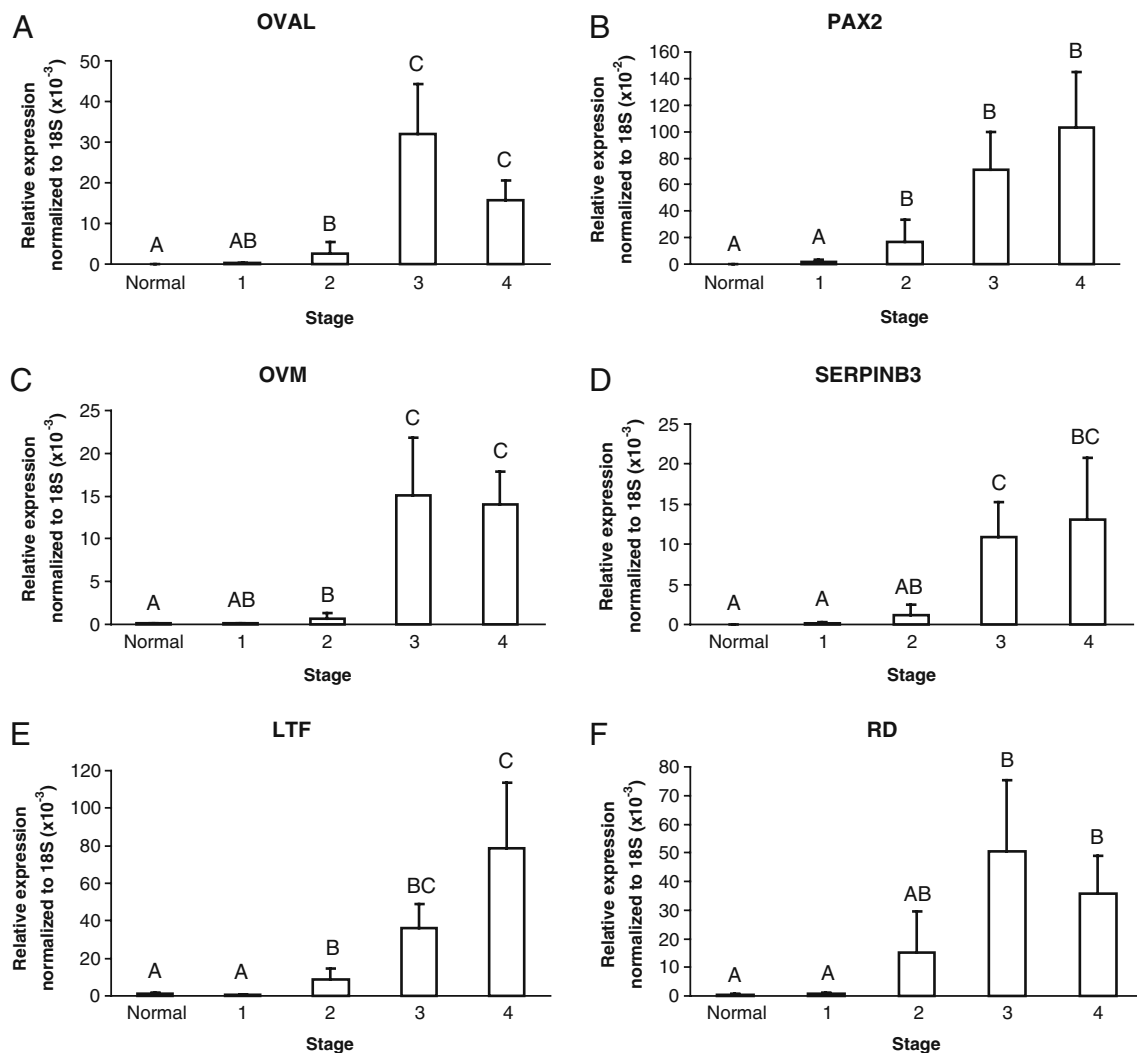 A
OVAL
Relative expression
normalized to 18S (x10⁻³)
50
40
30
20
10
0
A
AB
B
C
C
Normal 1 2 3 4
Stage
B
PAX2
Relative expression
normalized to 18S (x10⁻²)
160
140
120
100
80
60
40
20
0
A
A
B
B
B
Normal 1 2 3 4
Stage
C
OVM
Relative expression
normalized to 18S (x10⁻³)
25
20
15
10
5
0
A
AB
B
C
C
Normal 1 2 3 4
Stage
D
SERPINB3
Relative expression
normalized to 18S (x10⁻³)
25
20
15
10
5
0
A
A
AB
C
BC
Normal 1 2 3 4
Stage
E
LTF
Relative expression
normalized to 18S (x10⁻³)
120
100
80
60
40
20
0
A
A
B
BC
C
Normal 1 2 3 4
Stage
F
RD
Relative expression
normalized to 18S (x10⁻³)
80
70
60
50
40
30
20
10
0
A
A
AB
B
B
Normal 1 2 3 4
Stage